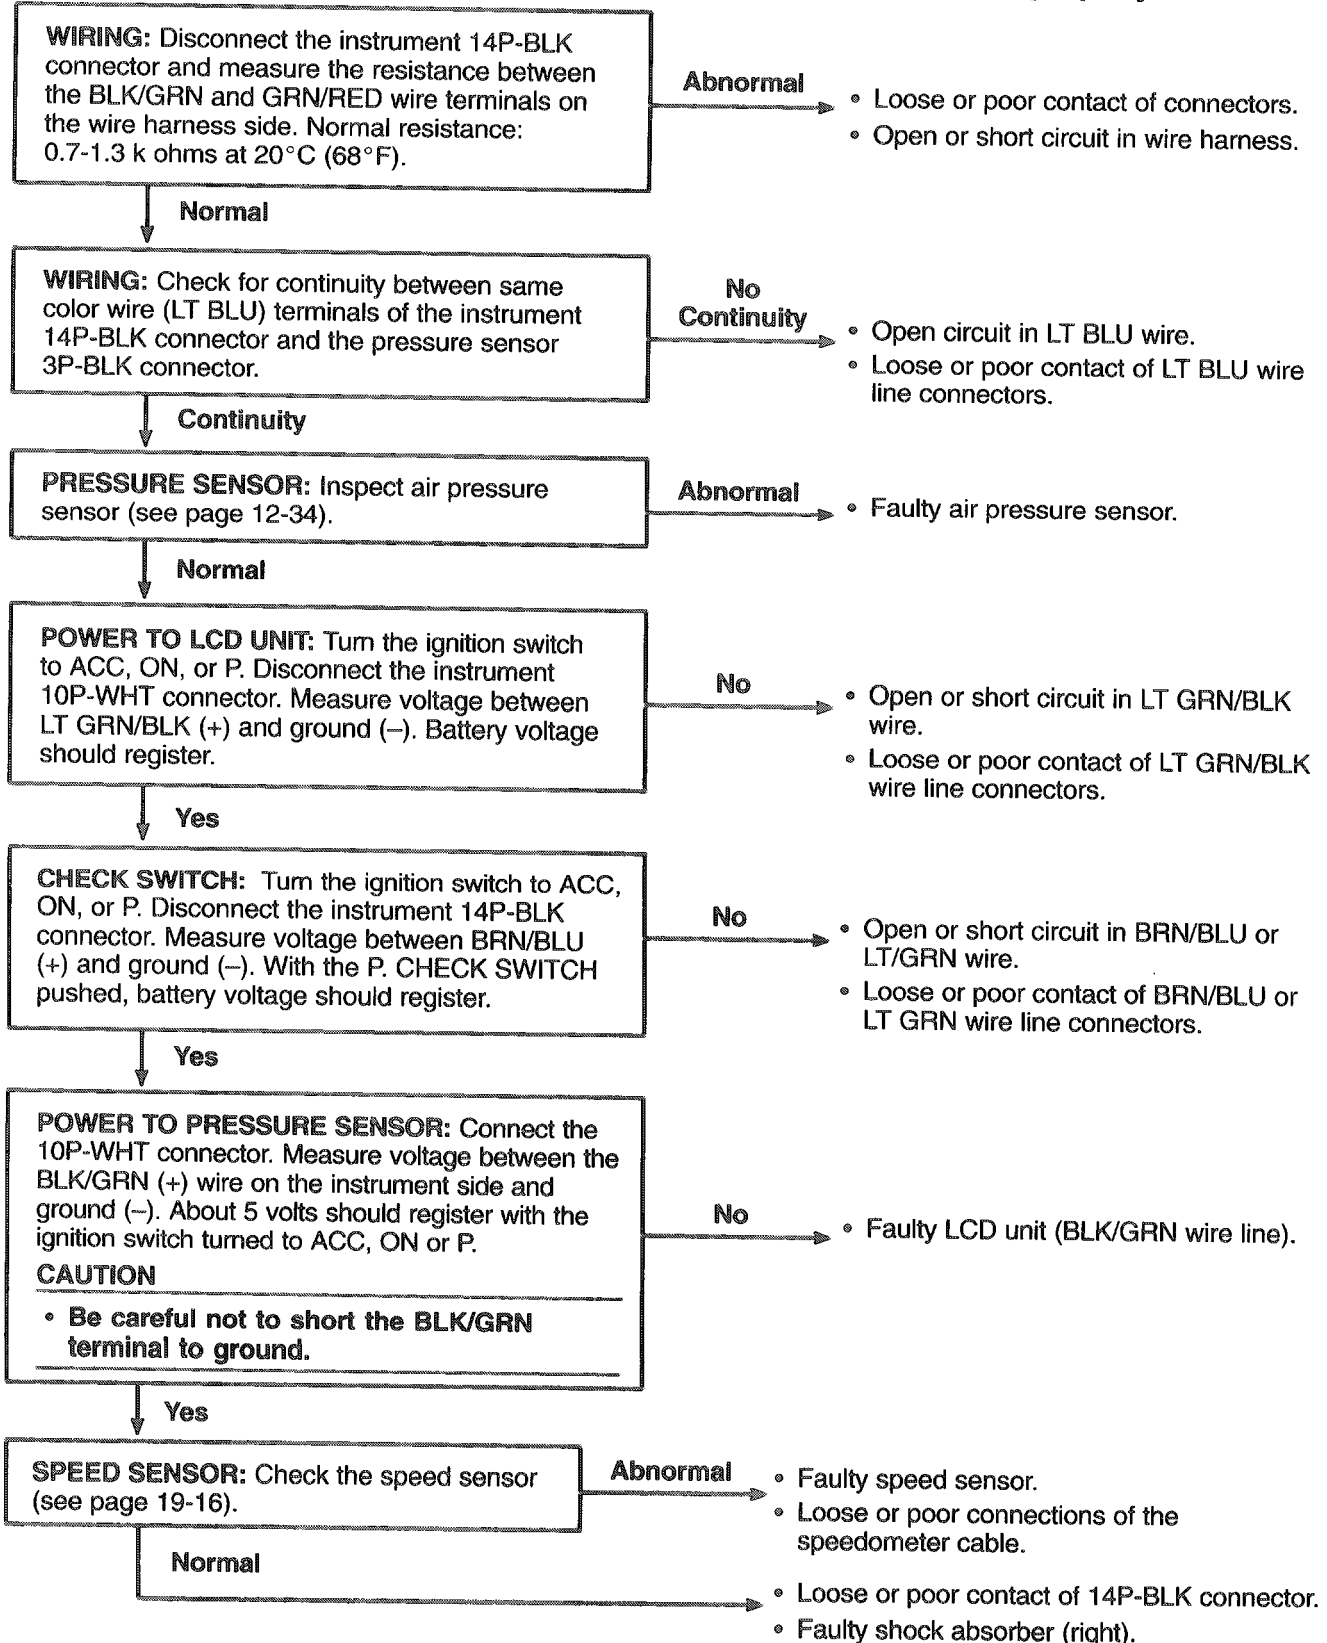 WIRING: Disconnect the instrument 14P-BLK
connector and measure the resistance between
the BLK/GRN and GRN/RED wire terminals on
the wire harness side. Normal resistance:
0.7-1.3 k ohms at 20°C (68°F).
Abnormal
• Loose or poor contact of connectors.
• Open or short circuit in wire harness.
Normal
WIRING: Check for continuity between same
color wire (LT BLU) terminals of the instrument
14P-BLK connector and the pressure sensor
3P-BLK connector.
No
Continuity
• Open circuit in LT BLU wire.
• Loose or poor contact of LT BLU wire
line connectors.
Continuity
PRESSURE SENSOR: Inspect air pressure
sensor (see page 12-34).
Abnormal
• Faulty air pressure sensor.
Normal
POWER TO LCD UNIT: Turn the ignition switch
to ACC, ON, or P. Disconnect the instrument
10P-WHT connector. Measure voltage between
LT GRN/BLK (+) and ground (–). Battery voltage
should register.
No
• Open or short circuit in LT GRN/BLK
wire.
• Loose or poor contact of LT GRN/BLK
wire line connectors.
Yes
CHECK SWITCH: Turn the ignition switch to ACC,
ON, or P. Disconnect the instrument 14P-BLK
connector. Measure voltage between BRN/BLU
(+) and ground (–). With the P. CHECK SWITCH
pushed, battery voltage should register.
No
• Open or short circuit in BRN/BLU or
LT/GRN wire.
• Loose or poor contact of BRN/BLU or
LT GRN wire line connectors.
Yes
POWER TO PRESSURE SENSOR: Connect the
10P-WHT connector. Measure voltage between the
BLK/GRN (+) wire on the instrument side and
ground (–). About 5 volts should register with the
ignition switch turned to ACC, ON or P.
CAUTION
• Be careful not to short the BLK/GRN
terminal to ground.
No
• Faulty LCD unit (BLK/GRN wire line).
Yes
SPEED SENSOR: Check the speed sensor
(see page 19-16).
Abnormal
• Faulty speed sensor.
• Loose or poor connections of the
speedometer cable.
Normal
• Loose or poor contact of 14P-BLK connector.
• Faulty shock absorber (right).